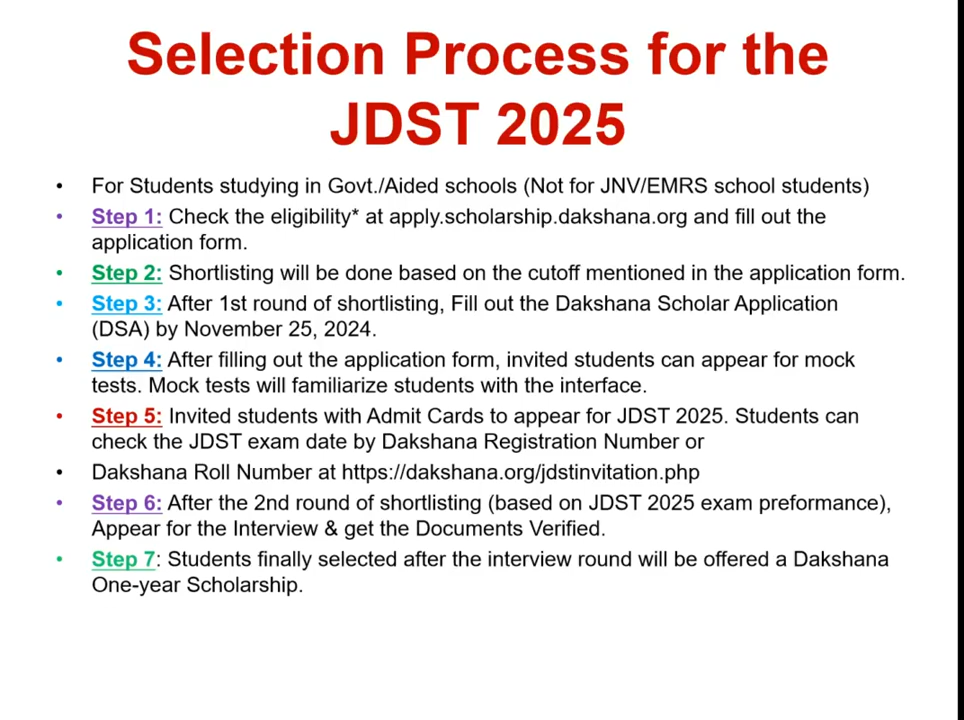 Selection Process for the
JDST 2025
• For Students studying in Govt./Aided schools (Not for JNV/EMRS school students)
• Step 1: Check the eligibility* at apply.scholarship.dakshana.org and fill out the
application form.
• Step 2: Shortlisting will be done based on the cutoff mentioned in the application form.
• Step 3: After 1st round of shortlisting, Fill out the Dakshana Scholar Application
(DSA) by November 25, 2024.
• Step 4: After filling out the application form, invited students can appear for mock
tests. Mock tests will familiarize students with the interface.
• Step 5: Invited students with Admit Cards to appear for JDST 2025. Students can
check the JDST exam date by Dakshana Registration Number or
• Dakshana Roll Number at https://dakshana.org/jdstinvitation.php
• Step 6: After the 2nd round of shortlisting (based on JDST 2025 exam preformance),
Appear for the Interview & get the Documents Verified.
• Step 7: Students finally selected after the interview round will be offered a Dakshana
One-year Scholarship.